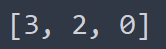 [3, 2, 0]